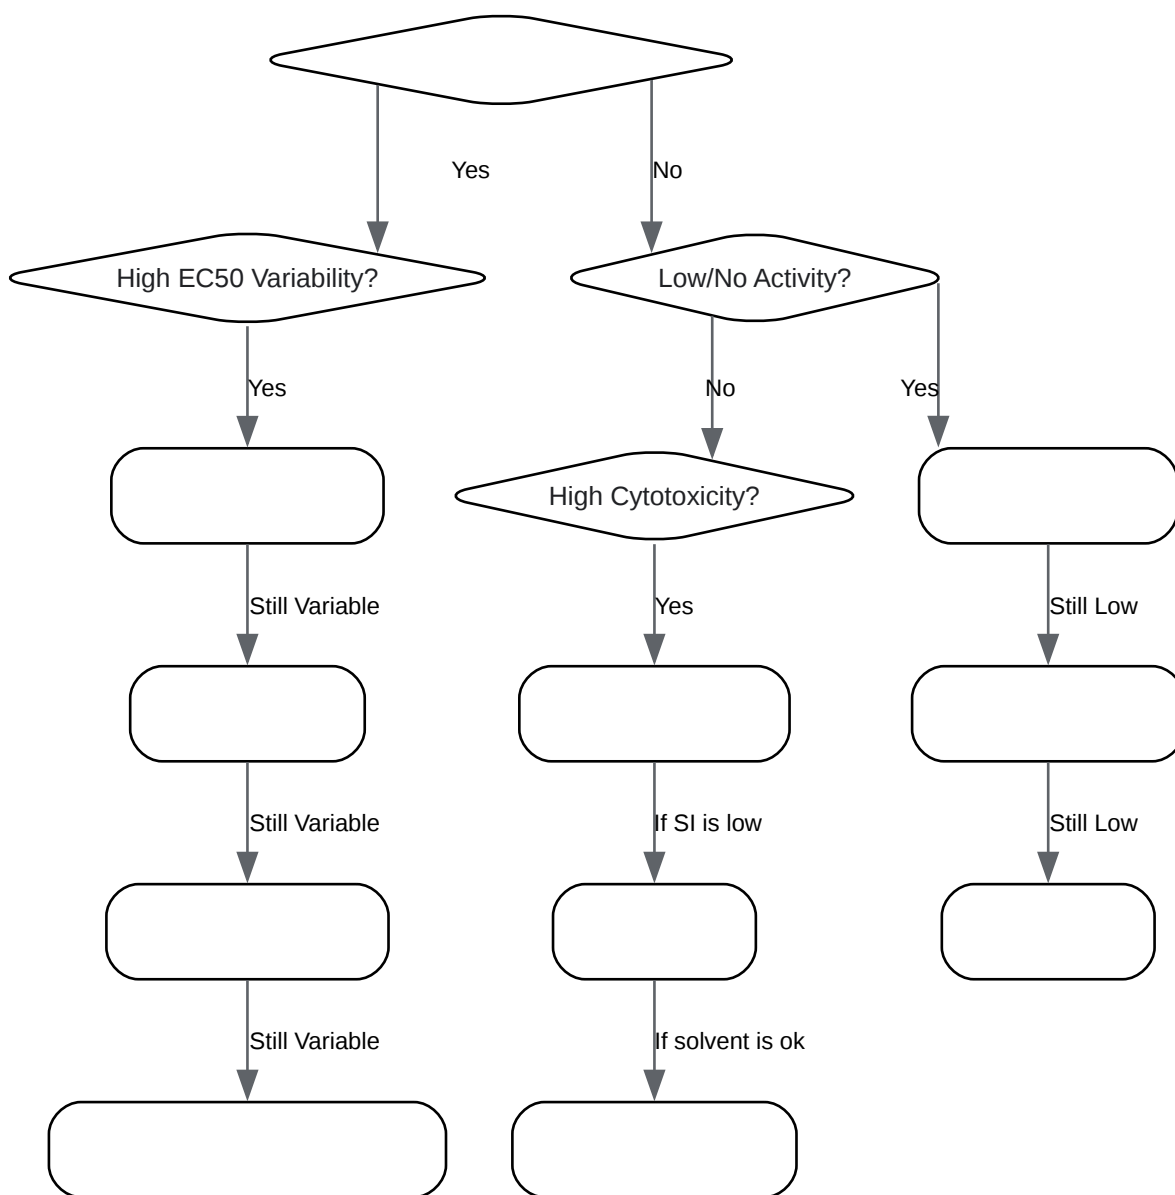 Yes
No
High EC50 Variability?
Low/No Activity?
Yes
No
Yes
High Cytotoxicity?
Still Variable
Yes
Still Low
Still Variable
If SI is low
Still Low
Still Variable
If solvent is ok